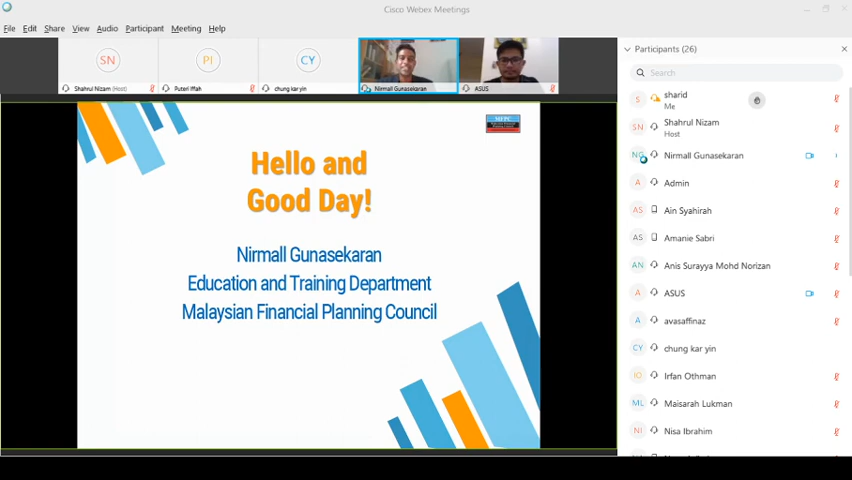 Cisco Webex Meetings
File Edit Share View Audio Participant Meeting Help
SN
Shahrul Nizam (Host)
PI
Puteri Iffah
CY
chung kar yin
Nirmall Gunasekaran
ASUS
MFPC
Hello and
Good Day!
Nirmall Gunasekaran
Education and Training Department
Malaysian Financial Planning Council
Participants (26)
Search
S sharid
Me
SN Shahrul Nizam
Host
NG Nirmall Gunasekaran
A Admin
AS Ain Syahirah
AS Amanie Sabri
AN Anis Surayya Mohd Norizan
A ASUS
A avasaffinaz
CY chung kar yin
IO Irfan Othman
ML Maisarah Lukman
NI Nisa Ibrahim